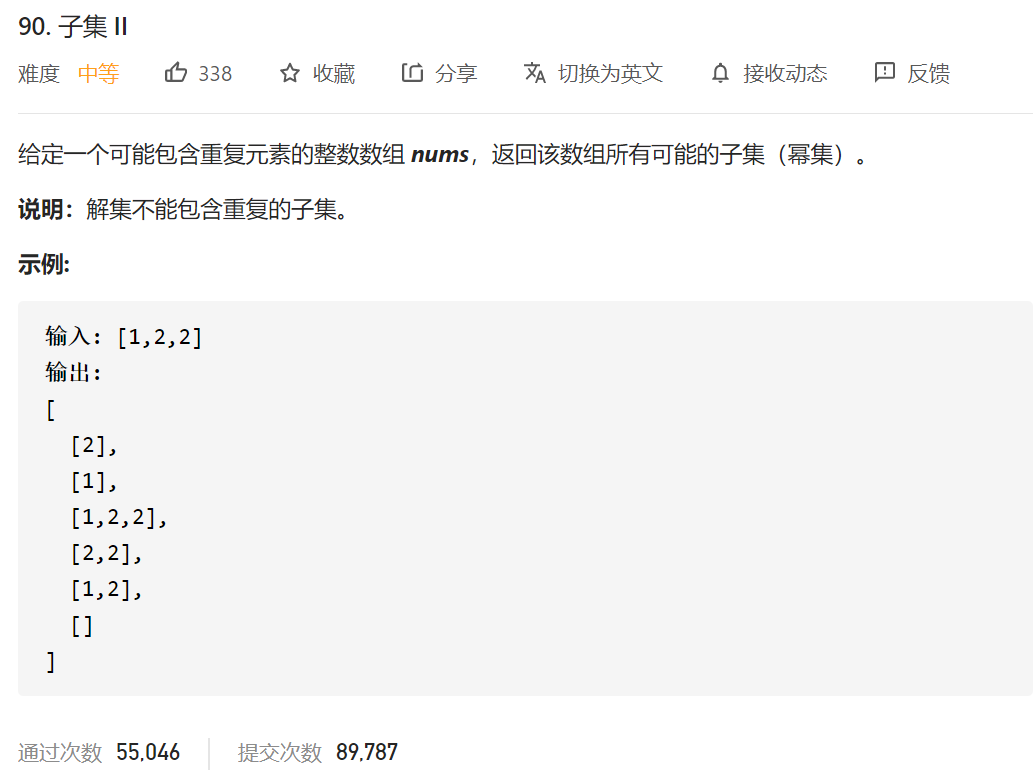 90. 子集 II
难度 中等 338 收藏 分享 切换为英文 接收动态 反馈
给定一个可能包含重复元素的整数数组 nums，返回该数组所有可能的子集（幂集）。
说明：解集不能包含重复的子集。
示例:
输入: [1,2,2]
输出:
[
  [2],
  [1],
  [1,2,2],
  [2,2],
  [1,2],
  []
]
通过次数 55,046 提交次数 89,787